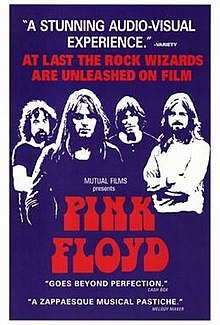 "A STUNNING AUDIO-VISUAL
EXPERIENCE." -VARIETY
AT LAST THE ROCK WIZARDS
ARE UNLEASHED ON FILM
MUTUAL FILMS
presents
PINK
FLOYD
"GOES BEYOND PERFECTION."
CASH BOX
"A ZAPPAESQUE MUSICAL PASTICHE."
MELODY MAKER